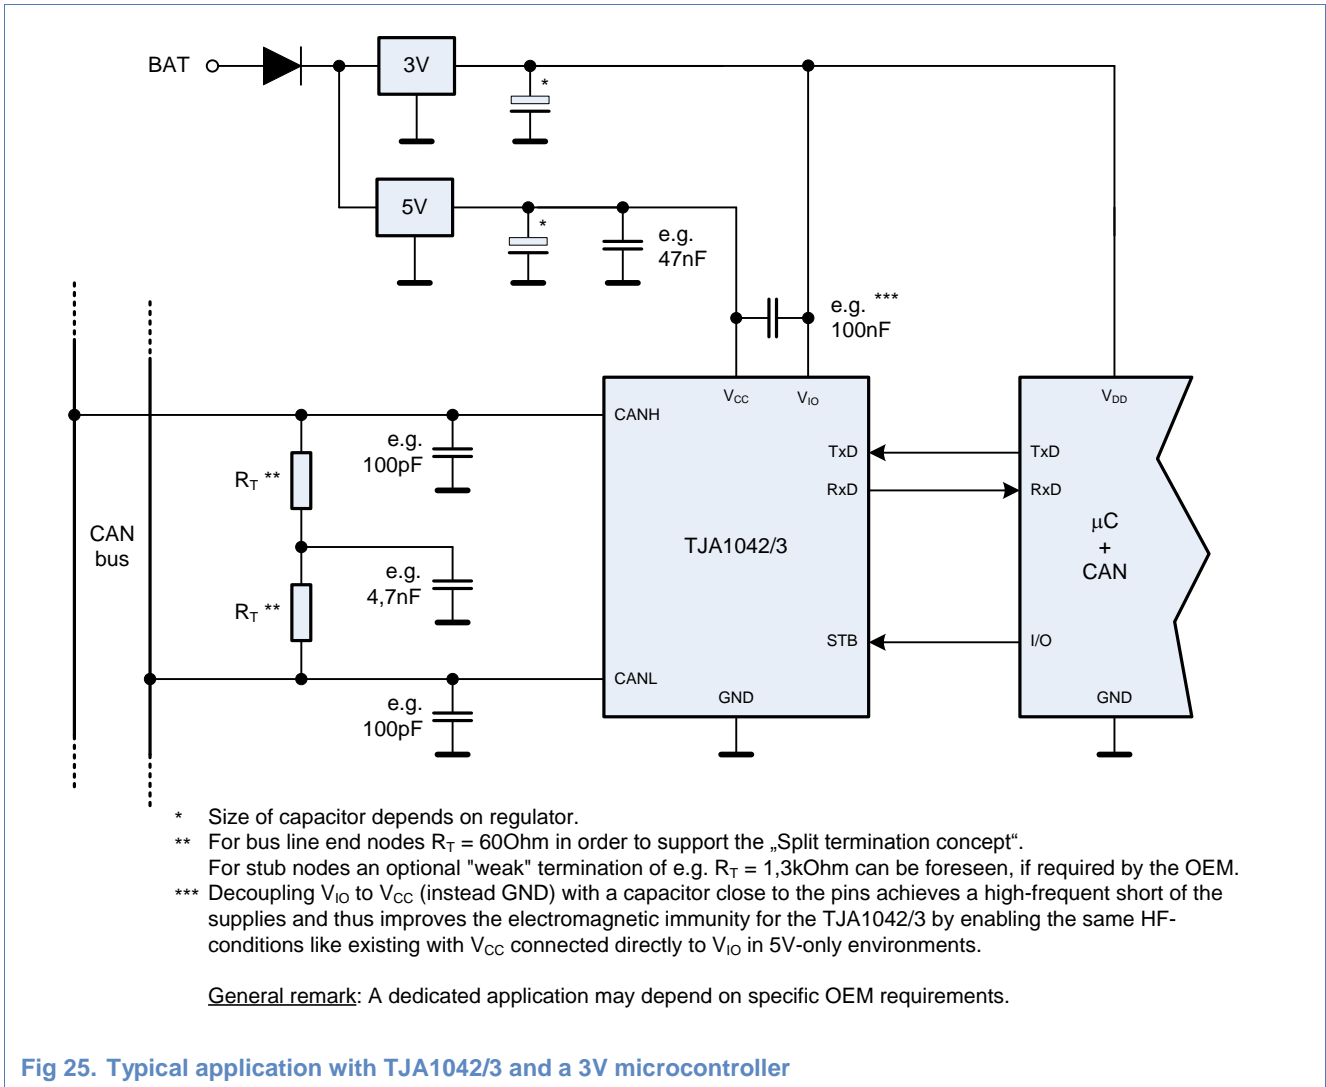 BAT
3V
*
5V
*
e.g.
47nF
e.g. ***
100nF
VCC
VIO
VDD
CANH
TxD
TxD
RxD
RxD
e.g.
100pF
RT **
CAN
bus
TJA1042/3
µC
+
CAN
e.g.
4,7nF
RT **
STB
I/O
CANL
GND
GND
e.g.
100pF
* Size of capacitor depends on regulator.
** For bus line end nodes RT = 60Ohm in order to support the „Split termination concept“.
For stub nodes an optional "weak" termination of e.g. RT = 1,3kOhm can be foreseen, if required by the OEM.
*** Decoupling VIO to VCC (instead GND) with a capacitor close to the pins achieves a high-frequent short of the
supplies and thus improves the electromagnetic immunity for the TJA1042/3 by enabling the same HF-
conditions like existing with VCC connected directly to VIO in 5V-only environments.
General remark: A dedicated application may depend on specific OEM requirements.
Fig 25. Typical application with TJA1042/3 and a 3V microcontroller